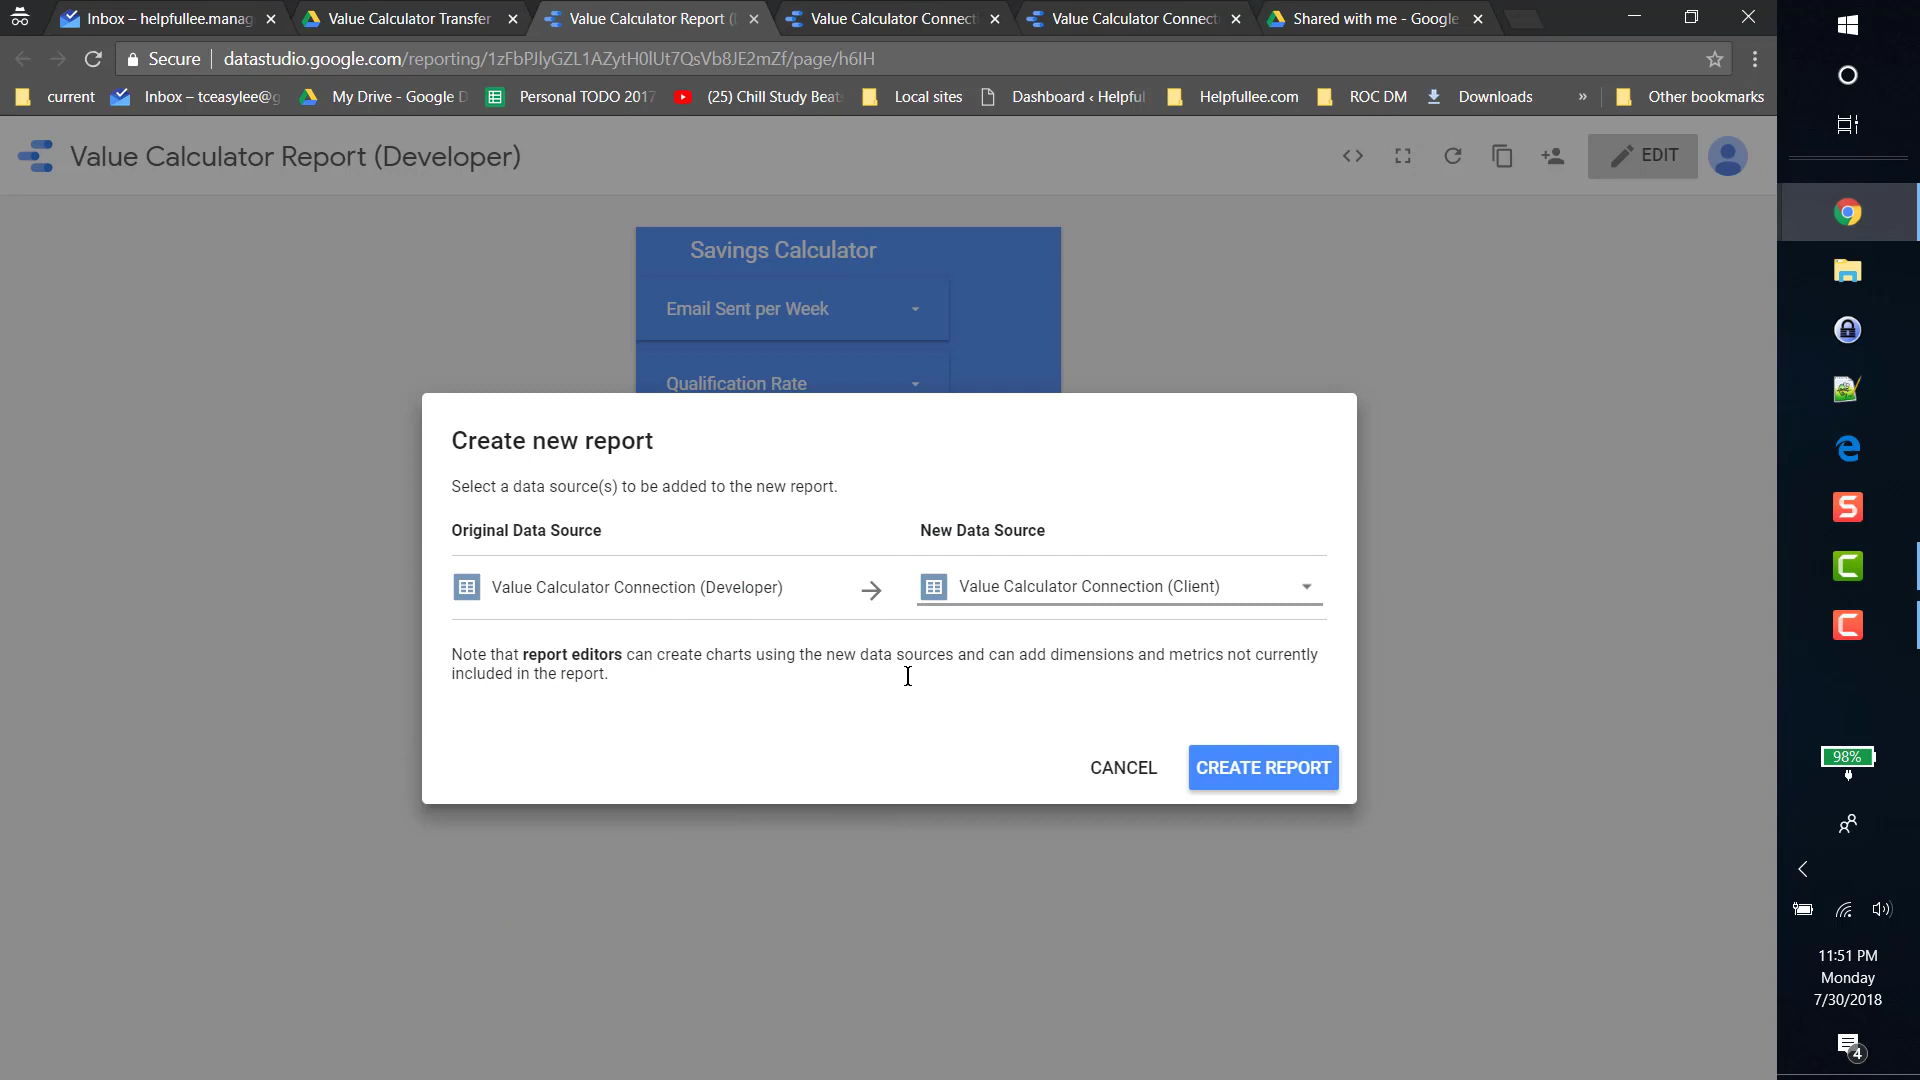 Inbox – helpfullee.manag
Value Calculator Transfer
Value Calculator Report (
Value Calculator Connect
Value Calculator Connect
Shared with me - Google
Secure
datastudio.google.com/reporting/1zFbPJlyGZL1AZytH0lUt7QsVb8JE2mZf/page/h6IH
current
Inbox – tceasylee@g
My Drive - Google D
Personal TODO 2017
(25) Chill Study Beat
Local sites
Dashboard ‹ Helpful
Helpfullee.com
ROC DM
Downloads
»
Other bookmarks
Value Calculator Report (Developer)
EDIT
Savings Calculator
Email Sent per Week
Qualification Rate
Create new report
Select a data source(s) to be added to the new report.
Original Data Source
New Data Source
Value Calculator Connection (Developer)
Value Calculator Connection (Client)
Note that report editors can create charts using the new data sources and can add dimensions and metrics not currently
included in the report.
CANCEL
CREATE REPORT
98%
11:51 PM
Monday
7/30/2018
4